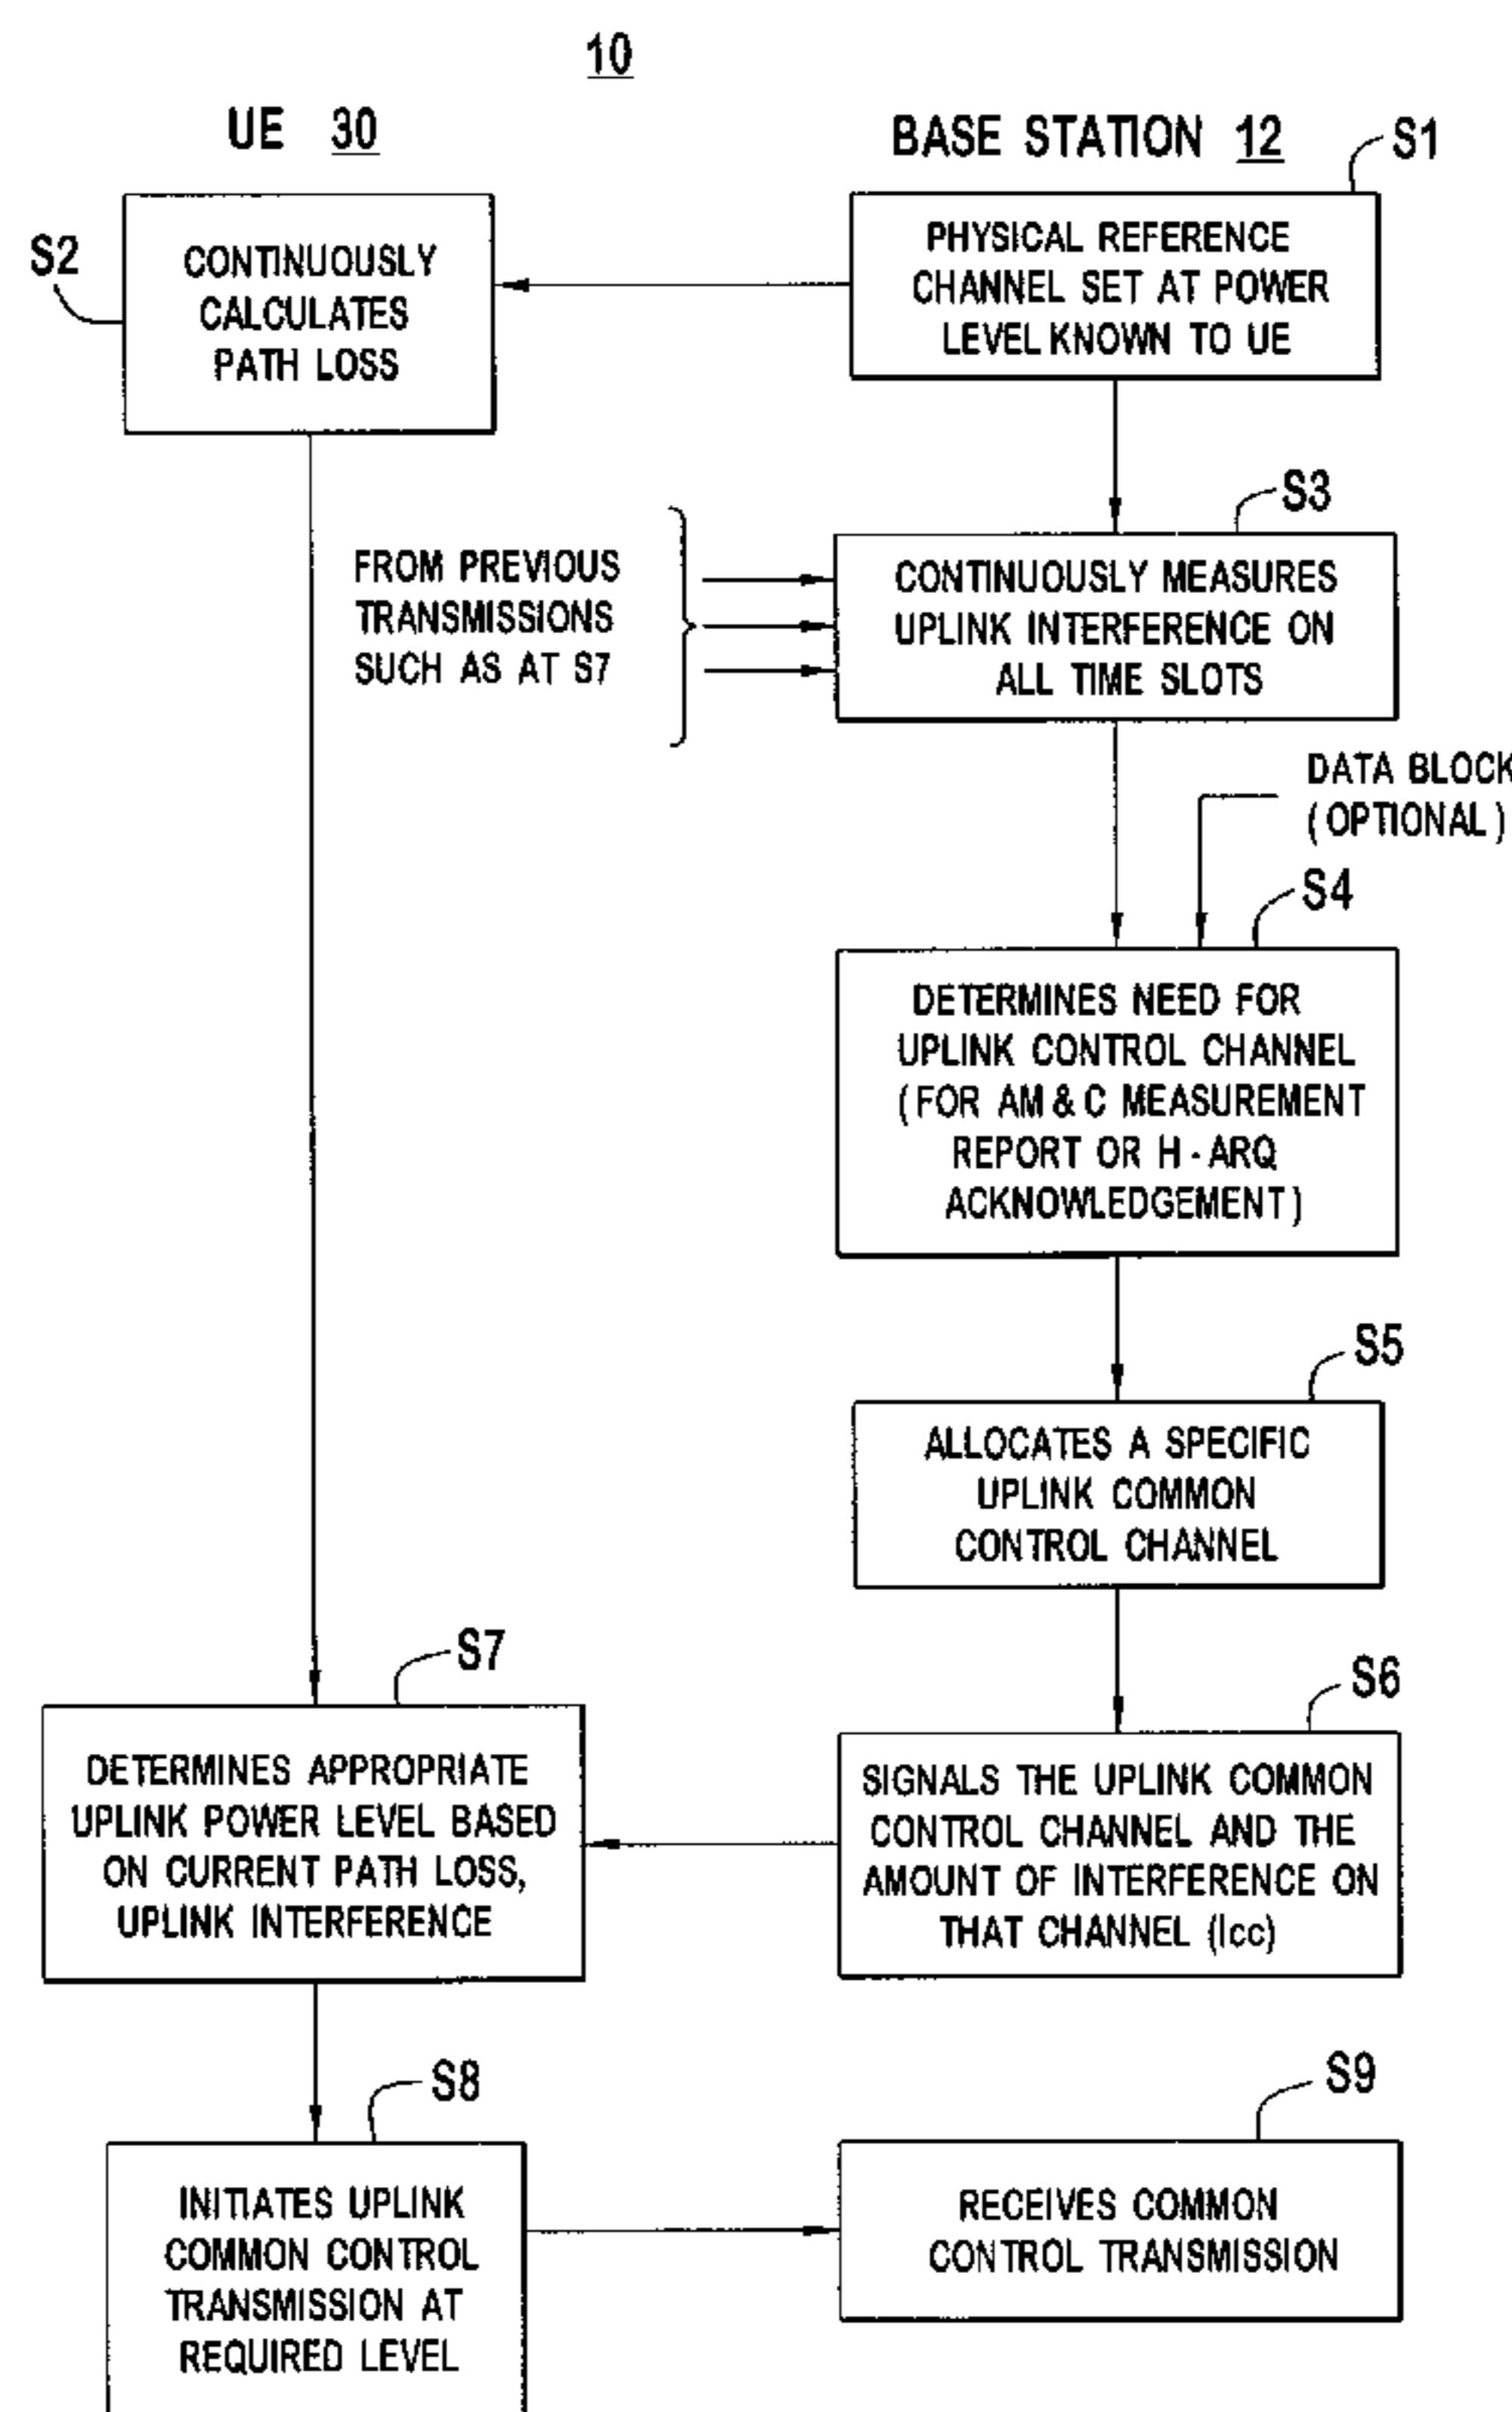 10
UE 30
BASE STATION 12
S1
S2
CONTINUOUSLY
CALCULATES
PATH LOSS
PHYSICAL REFERENCE
CHANNEL SET AT POWER
LEVEL KNOWN TO UE
S3
FROM PREVIOUS
TRANSMISSIONS
SUCH AS AT S7
CONTINUOUSLY MEASURES
UPLINK INTERFERENCE ON
ALL TIME SLOTS
DATA BLOCK
(OPTIONAL)
S4
DETERMINES NEED FOR
UPLINK CONTROL CHANNEL
(FOR AM & C MEASUREMENT
REPORT OR H - ARQ
ACKNOWLEDGEMENT)
S5
ALLOCATES A SPECIFIC
UPLINK COMMON
CONTROL CHANNEL
S7
S6
DETERMINES APPROPRIATE
UPLINK POWER LEVEL BASED
ON CURRENT PATH LOSS,
UPLINK INTERFERENCE
SIGNALS THE UPLINK COMMON
CONTROL CHANNEL AND THE
AMOUNT OF INTERFERENCE ON
THAT CHANNEL (Icc)
S8
S9
INITIATES UPLINK
COMMON CONTROL
TRANSMISSION AT
REQUIRED LEVEL
RECEIVES COMMON
CONTROL TRANSMISSION